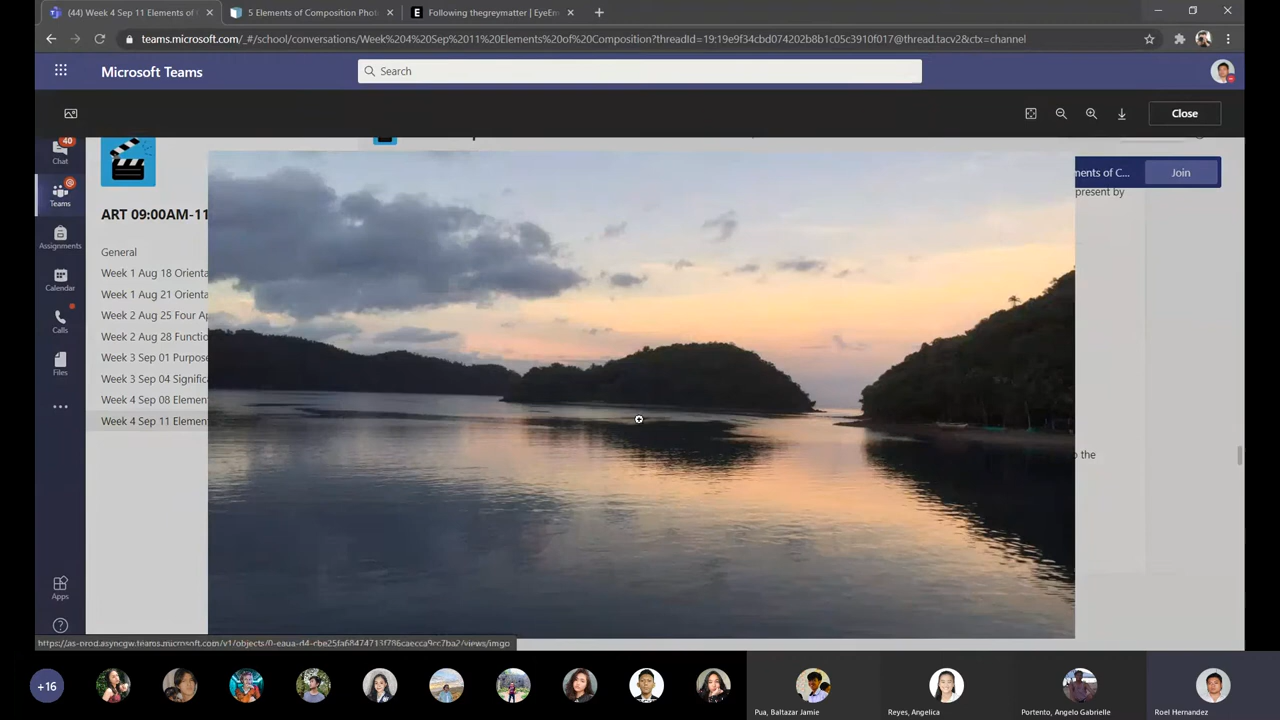 (44) Week 4 Sep 11 Elements of C
5 Elements of Composition Phot
E Following thegreymatter | EyeEm
teams.microsoft.com/_#/school/conversations/Week%204%20Sep%2011%20Elements%20of%20Composition?threadId=19:19e9f34cbd074202b8b1c05c3910f017@thread.tacv2&ctx=channel
Microsoft Teams
Search
Close
40
Chat
Teams
Assignments
Calendar
Calls
Files
Apps
ART 09:00AM-11
General
Week 1 Aug 18 Orienta
Week 1 Aug 21 Orienta
Week 2 Aug 25 Four Ap
Week 2 Aug 28 Functio
Week 3 Sep 01 Purpose
Week 3 Sep 04 Significa
Week 4 Sep 08 Elemen
Week 4 Sep 11 Elemen
ments of C...
Join
present by
the
+16
Pua, Baltazar Jamie
Reyes, Angelica
Portento, Angelo Gabrielle
Roel Hernandez